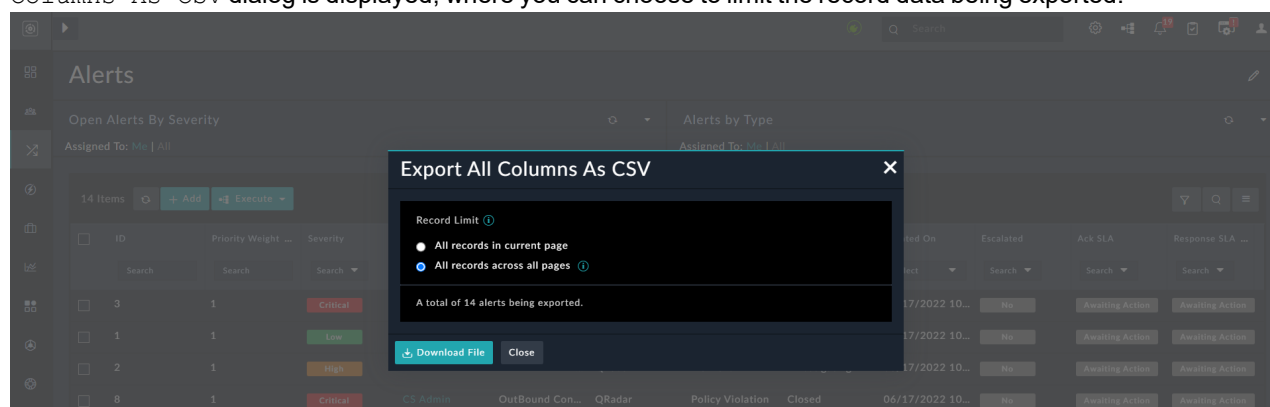 Columns As CSV dialog is displayed, where you can choose to limit the record data being exported.
Search
19
1
Alerts
Open Alerts By Severity
Alerts by Type
Assigned To: Me | All
Assigned To: Me | All
Export All Columns As CSV
14 Items
+ Add
Execute
Record Limit
All records in current page
All records across all pages
A total of 14 alerts being exported.
Download File
Close
ID Priority Weight ... Severity Escalated Ack SLA Response SLA ...
Search Search Search Search Search Search
3 1 Critical 17/2022 10... No Awaiting Action Awaiting Action
1 1 Low 17/2022 10... No Awaiting Action Awaiting Action
2 1 High 17/2022 10... No Awaiting Action Awaiting Action
8 1 Critical CS Admin OutBound Con... QRadar Policy Violation Closed 06/17/2022 10... No Awaiting Action Awaiting Action